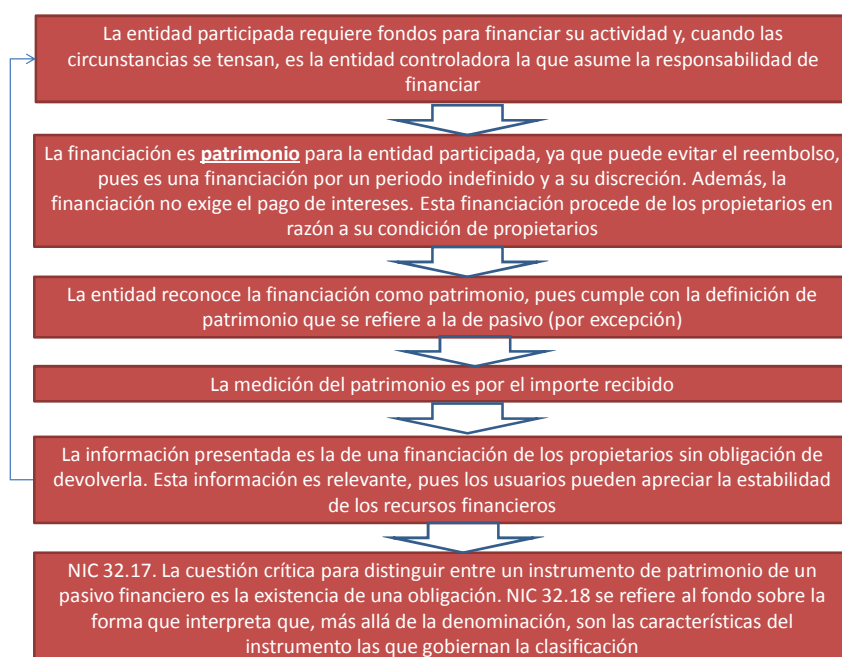 La entidad participada requiere fondos para financiar su actividad y, cuando las
circunstancias se tensan, es la entidad controladora la que asume la responsabilidad de
financiar
La financiación es patrimonio para la entidad participada, ya que puede evitar el reembolso,
pues es una financiación por un periodo indefinido y a su discreción. Además, la
financiación no exige el pago de intereses. Esta financiación procede de los propietarios en
razón a su condición de propietarios
La entidad reconoce la financiación como patrimonio, pues cumple con la definición de
patrimonio que se refiere a la de pasivo (por excepción)
La medición del patrimonio es por el importe recibido
La información presentada es la de una financiación de los propietarios sin obligación de
devolverla. Esta información es relevante, pues los usuarios pueden apreciar la estabilidad
de los recursos financieros
NIC 32.17. La cuestión crítica para distinguir entre un instrumento de patrimonio de un
pasivo financiero es la existencia de una obligación. NIC 32.18 se refiere al fondo sobre la
forma que interpreta que, más allá de la denominación, son las características del
instrumento las que gobiernan la clasificación